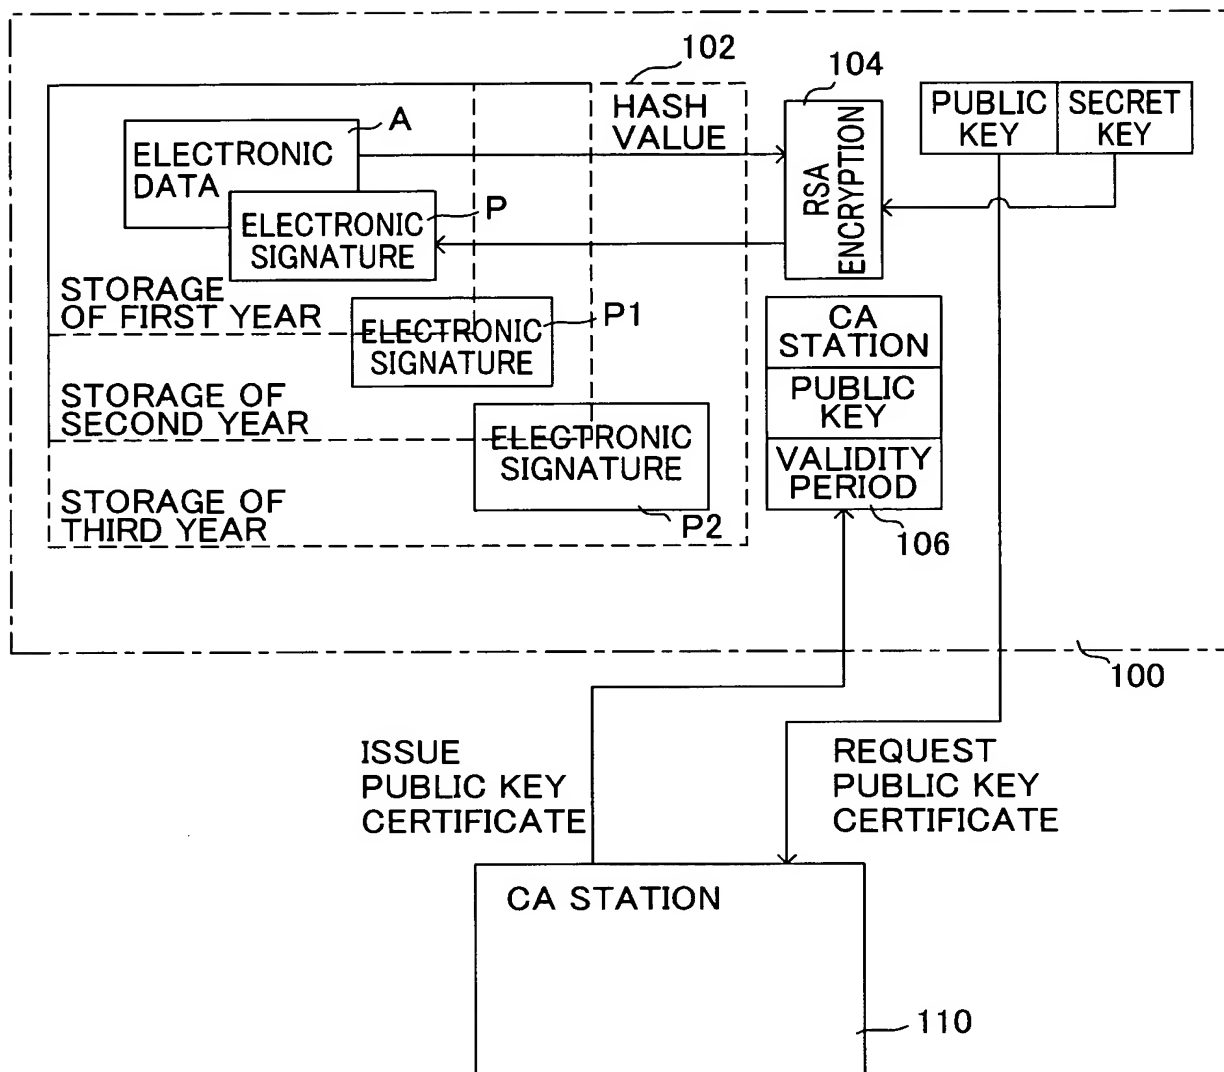 102
104
HASH
VALUE
PUBLIC
KEY
SECRET
KEY
A
ELECTRONIC
DATA
RSA
ENCRYPTION
ELECTRONIC
SIGNATURE
P
STORAGE
OF FIRST YEAR
ELECTRONIC
SIGNATURE
P1
CA
STATION
PUBLIC
KEY
VALIDITY
PERIOD
STORAGE OF
SECOND YEAR
ELECTRONIC
SIGNATURE
STORAGE OF
THIRD YEAR
P2
106
100
ISSUE
PUBLIC KEY
CERTIFICATE
REQUEST
PUBLIC KEY
CERTIFICATE
CA STATION
110